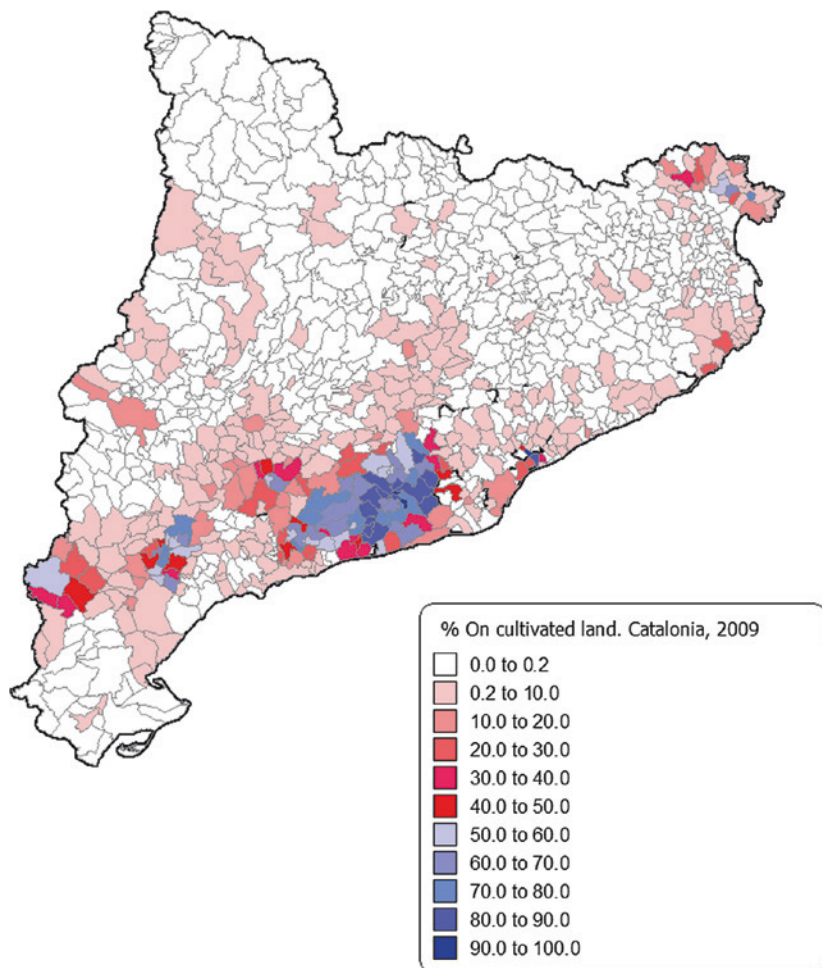 % On cultivated land. Catalonia, 2009
0.0 to 0.2
0.2 to 10.0
10.0 to 20.0
20.0 to 30.0
30.0 to 40.0
40.0 to 50.0
50.0 to 60.0
60.0 to 70.0
70.0 to 80.0
80.0 to 90.0
90.0 to 100.0